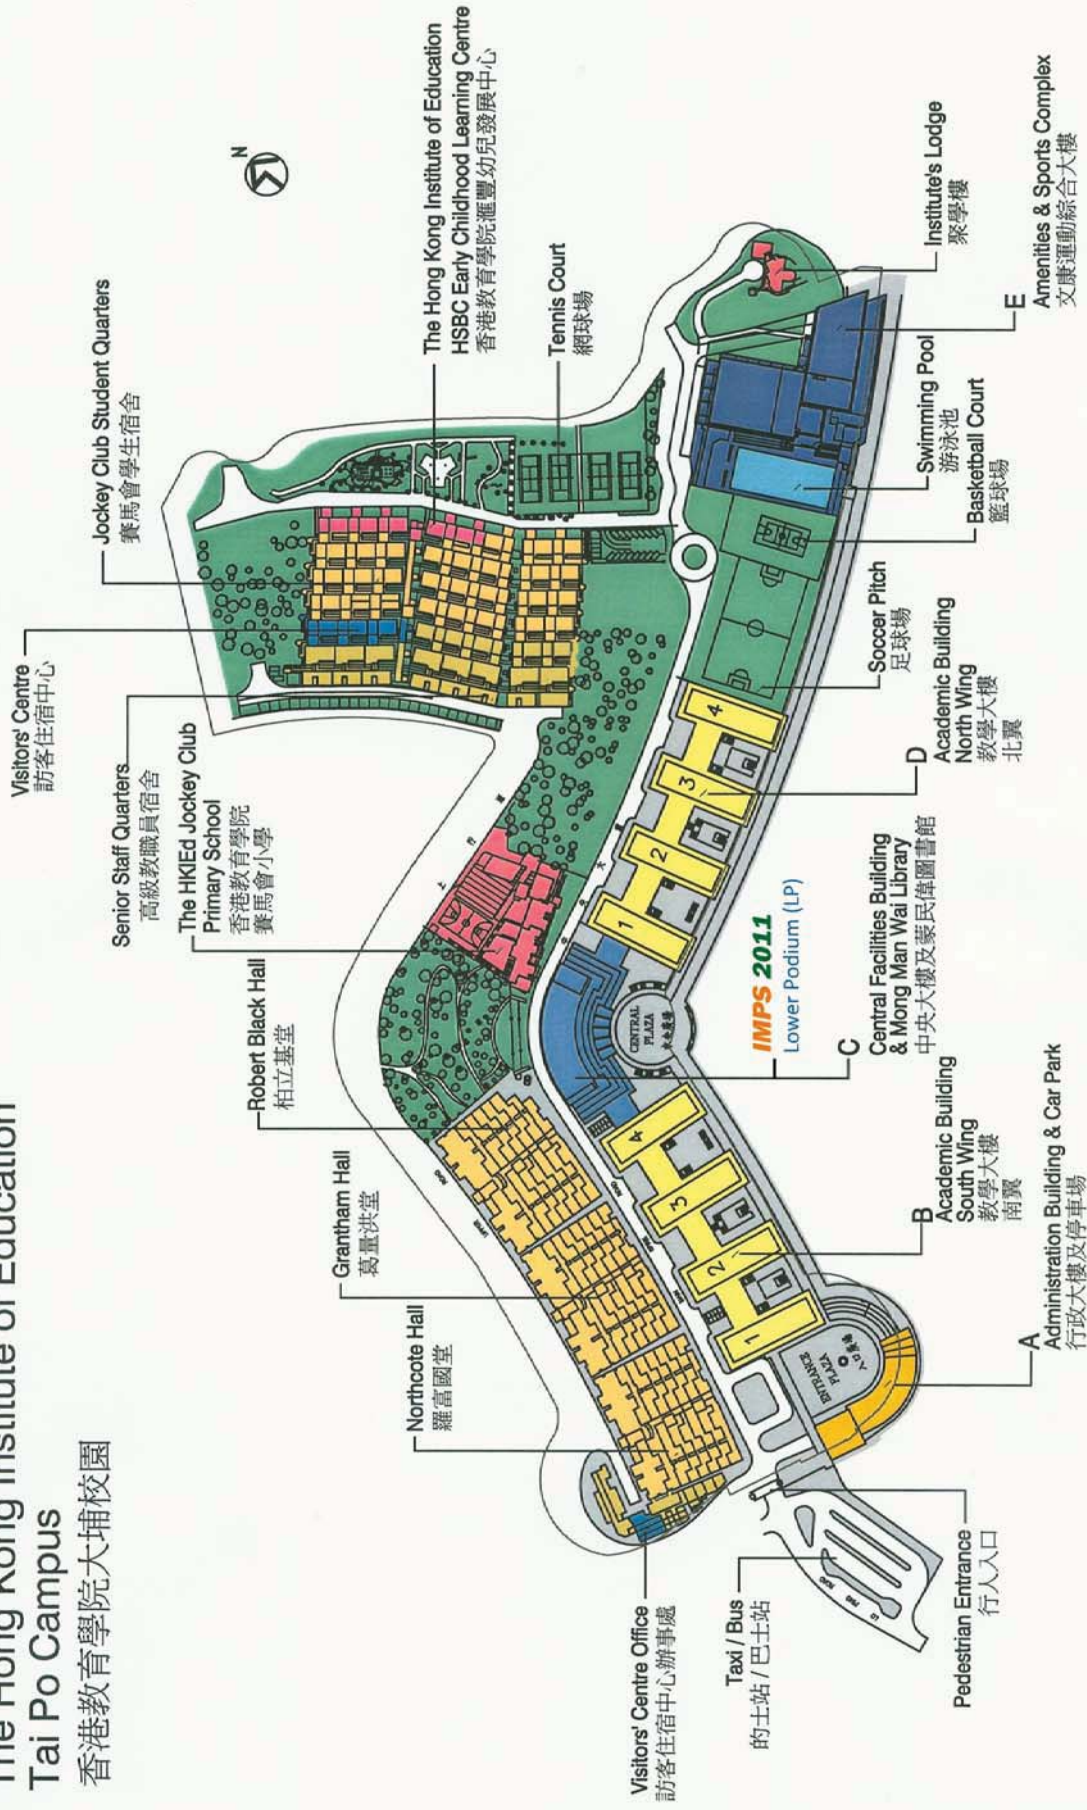 The Hong Kong Institute of Education
Tai Po Campus
香港教育學院大埔校園
Visitors' Centre
訪客住宿中心
Jockey Club Student Quarters
賽馬會學生宿舍
Senior Staff Quarters
高級教職員宿舍
The HKIEd Jockey Club
Primary School
香港教育學院
賽馬會小學
Robert Black Hall
柏立基堂
Grantham Hall
葛量洪堂
Northcote Hall
羅富國堂
Visitors' Centre Office
訪客住宿中心辦事處
Taxi / Bus
的士站 / 巴士站
Pedestrian Entrance
行人入口
N
The Hong Kong Institute of Education
HSBC Early Childhood Learning Centre
香港教育學院滙豐幼兒發展中心
Tennis Court
網球場
Institute's Lodge
聚學樓
E
Amenities & Sports Complex
文康運動綜合大樓
Swimming Pool
游泳池
Basketball Court
籃球場
Soccer Pitch
足球場
D
Academic Building
North Wing
教學大樓
北翼
IMPS 2011
Lower Podium (LP)
C
Central Facilities Building
& Mong Man Wai Library
中央大樓及蒙民偉圖書館
B
Academic Building
South Wing
教學大樓
南翼
A
Administration Building & Car Park
行政大樓及停車場
ENTRANCE
PLAZA
入口廣場
1
2
3
4
CENTRAL
PLAZA
中央廣場
1
2
3
4